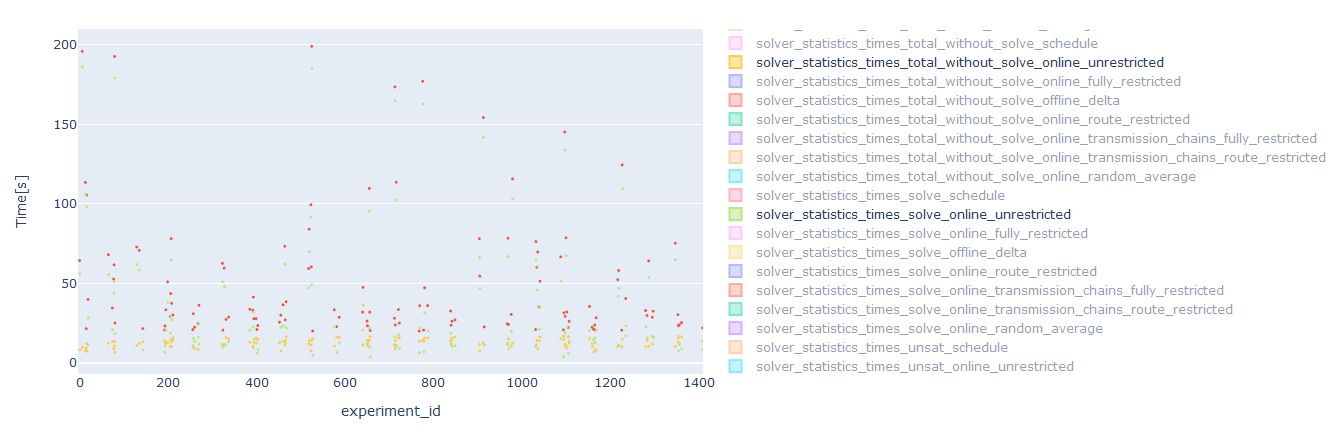 200
150
100
50
0
Time[s]
0 200 400 600 800 1000 1200 1400
experiment_id
solver_statistics_times_total_without_solve_schedule
solver_statistics_times_total_without_solve_online_unrestricted
solver_statistics_times_total_without_solve_online_fully_restricted
solver_statistics_times_total_without_solve_offline_delta
solver_statistics_times_total_without_solve_online_route_restricted
solver_statistics_times_total_without_solve_online_transmission_chains_fully_restricted
solver_statistics_times_total_without_solve_online_transmission_chains_route_restricted
solver_statistics_times_total_without_solve_online_random_average
solver_statistics_times_solve_schedule
solver_statistics_times_solve_online_unrestricted
solver_statistics_times_solve_online_fully_restricted
solver_statistics_times_solve_offline_delta
solver_statistics_times_solve_online_route_restricted
solver_statistics_times_solve_online_transmission_chains_fully_restricted
solver_statistics_times_solve_online_transmission_chains_route_restricted
solver_statistics_times_solve_online_random_average
solver_statistics_times_unsat_schedule
solver_statistics_times_unsat_online_unrestricted